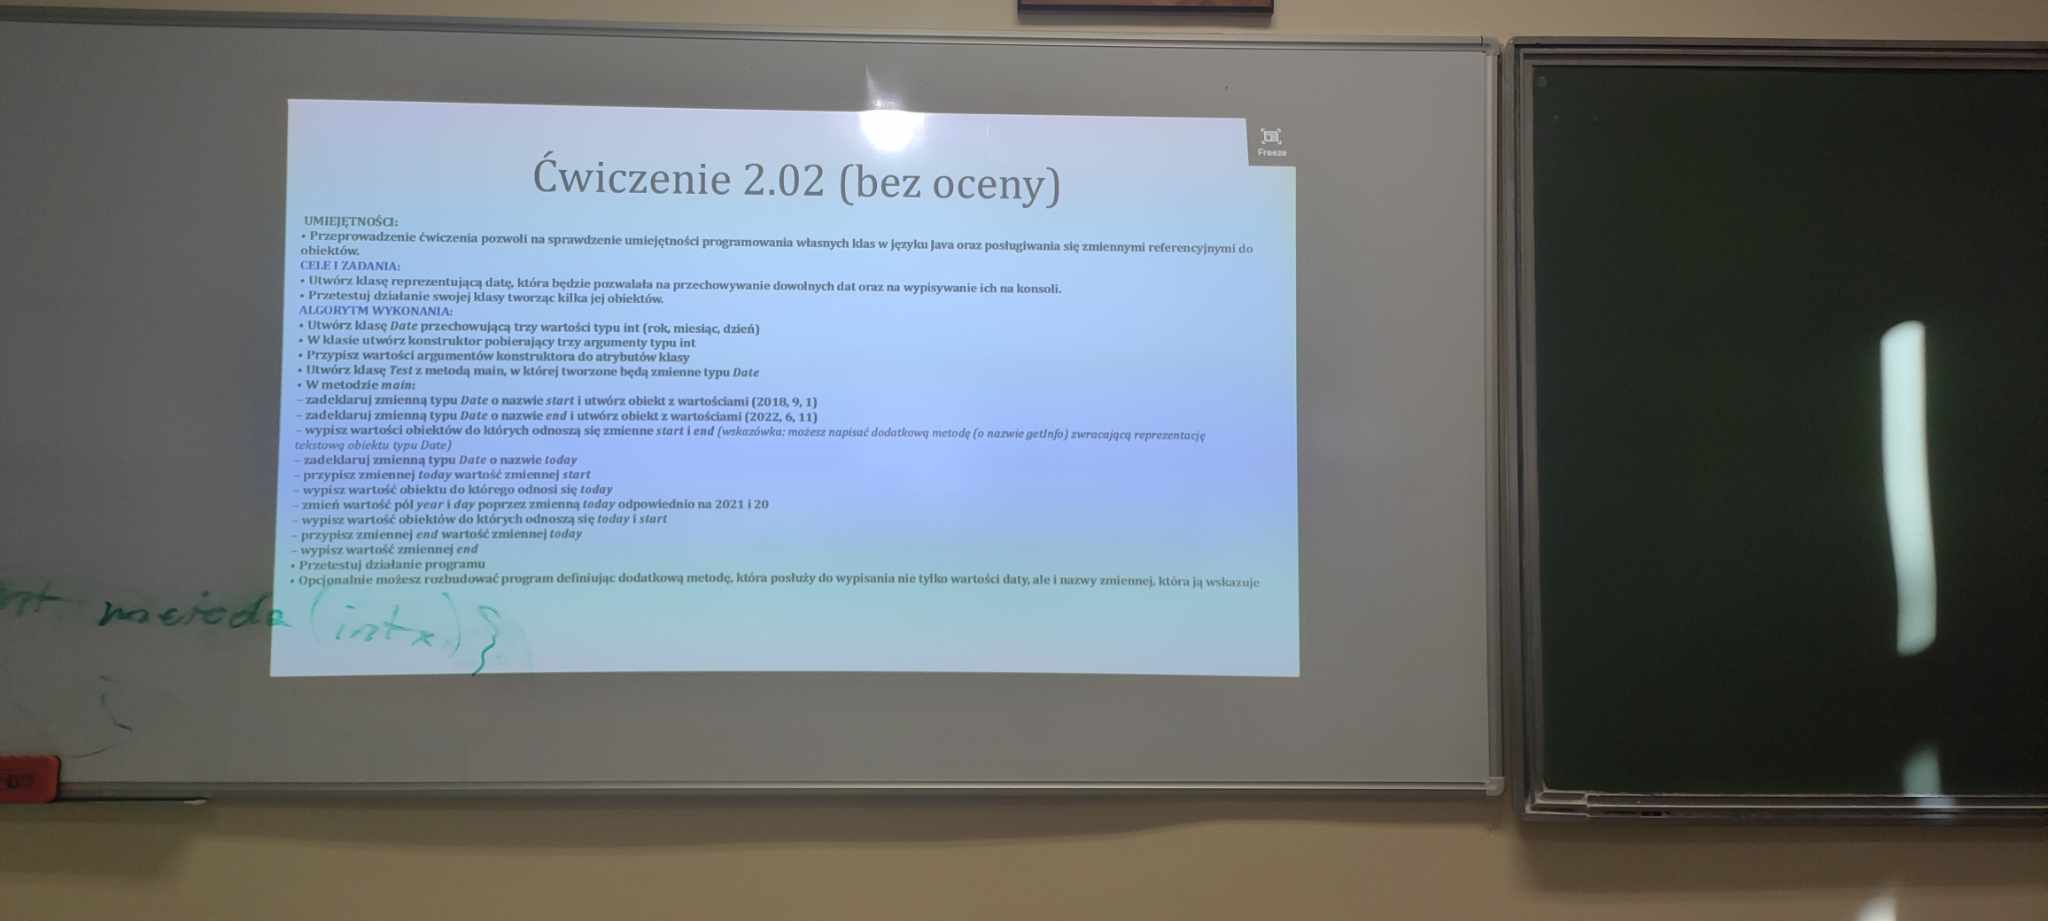 Freeze
Ćwiczenie 2.02 (bez oceny)
UMIEJĘTNOŚCI:
• Przeprowadzenie ćwiczenia pozwoli na sprawdzenie umiejętności programowania własnych klas w języku Java oraz posługiwania się zmiennymi referencyjnymi do
obiektów.
CELE I ZADANIA:
• Utwórz klasę reprezentującą datę, która będzie pozwalała na przechowywanie dowolnych dat oraz na wypisywanie ich na konsoli.
• Przetestuj działanie swojej klasy tworząc kilka jej obiektów.
ALGORYTM WYKONANIA:
• Utwórz klasę Date przechowującą trzy wartości typu int (rok, miesiąc, dzień)
• W klasie utwórz konstruktor pobierający trzy argumenty typu int
• Przypisz wartości argumentów konstruktora do atrybutów klasy
• Utwórz klasę Test z metodą main, w której tworzone będą zmienne typu Date
• W metodzie main:
– zadeklaruj zmienną typu Date o nazwie start i utwórz obiekt z wartościami (2018, 9, 1)
– zadeklaruj zmienną typu Date o nazwie end i utwórz obiekt z wartościami (2022, 6, 11)
– wypisz wartości obiektów do których odnoszą się zmienne start i end (wskazówka: możesz napisać dodatkową metodę (o nazwie getInfo) zwracającą reprezentację
tekstową obiektu typu Date)
– zadeklaruj zmienną typu Date o nazwie today
– przypisz zmiennej today wartość zmiennej start
– wypisz wartość obiektu do którego odnosi się today
– zmień wartość pól year i day poprzez zmienną today odpowiednio na 2021 i 20
– wypisz wartość obiektów do których odnoszą się today i start
– przypisz zmiennej end wartość zmiennej today
– wypisz wartość zmiennej end
• Przetestuj działanie programu
• Opcjonalnie możesz rozbudować program definiując dodatkową metodę, która posłuży do wypisania nie tylko wartości daty, ale i nazwy zmiennej, która ją wskazuje
metoda (int x) }